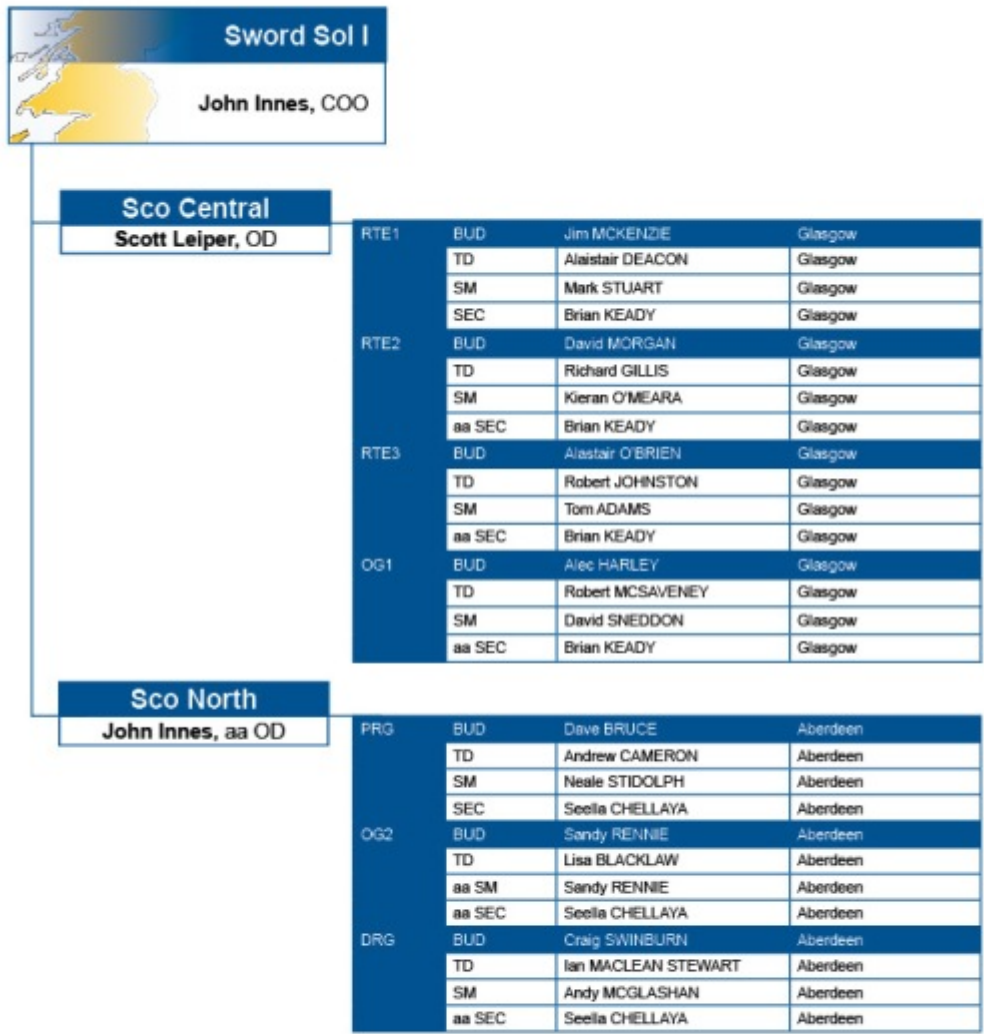 Sword Sol I
John Innes, COO
Sco Central
Scott Leiper, OD
RTE1 BUD Jim MCKENZIE Glasgow
TD Alaistair DEACON Glasgow
SM Mark STUART Glasgow
SEC Brian KEADY Glasgow
RTE2 BUD David MORGAN Glasgow
TD Richard GILLIS Glasgow
SM Kieran O'MEARA Glasgow
aa SEC Brian KEADY Glasgow
RTE3 BUD Alastair O'BRIEN Glasgow
TD Robert JOHNSTON Glasgow
SM Tom ADAMS Glasgow
aa SEC Brian KEADY Glasgow
OG1 BUD Alec HARLEY Glasgow
TD Robert MCSAVENEY Glasgow
SM David SNEDDON Glasgow
aa SEC Brian KEADY Glasgow
Sco North
John Innes, aa OD
PRG BUD Dave BRUCE Aberdeen
TD Andrew CAMERON Aberdeen
SM Neale STIDOLPH Aberdeen
SEC Seella CHELLAYA Aberdeen
OG2 BUD Sandy RENNIE Aberdeen
TD Lisa BLACKLAW Aberdeen
aa SM Sandy RENNIE Aberdeen
aa SEC Seella CHELLAYA Aberdeen
DRG BUD Craig SWINBURN Aberdeen
TD Ian MACLEAN STEWART Aberdeen
SM Andy MCGLASHAN Aberdeen
aa SEC Seella CHELLAYA Aberdeen